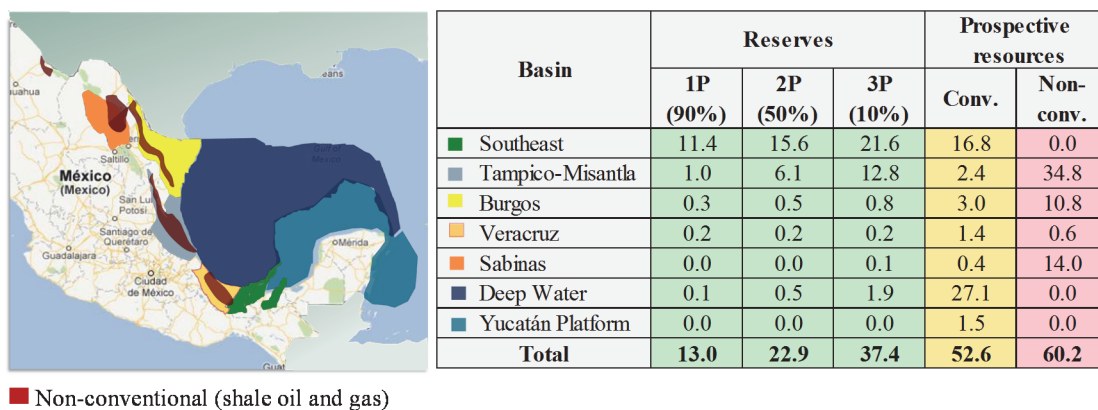 eans
uahua
Saltillo
México
(Mexico)
San Lui
Potosí
Santiago de
Querétaro
Guadalajara
Ciudad
de México
Mérida
Guat
Basin
Reserves
Prospective
resources
1P
(90%)
2P
(50%)
3P
(10%)
Conv.
Non-
conv.
Southeast 11.4 15.6 21.6 16.8 0.0
Tampico-Misantla 1.0 6.1 12.8 2.4 34.8
Burgos 0.3 0.5 0.8 3.0 10.8
Veracruz 0.2 0.2 0.2 1.4 0.6
Sabinas 0.0 0.0 0.1 0.4 14.0
Deep Water 0.1 0.5 1.9 27.1 0.0
Yucatán Platform 0.0 0.0 0.0 1.5 0.0
Total 13.0 22.9 37.4 52.6 60.2
Non-conventional (shale oil and gas)